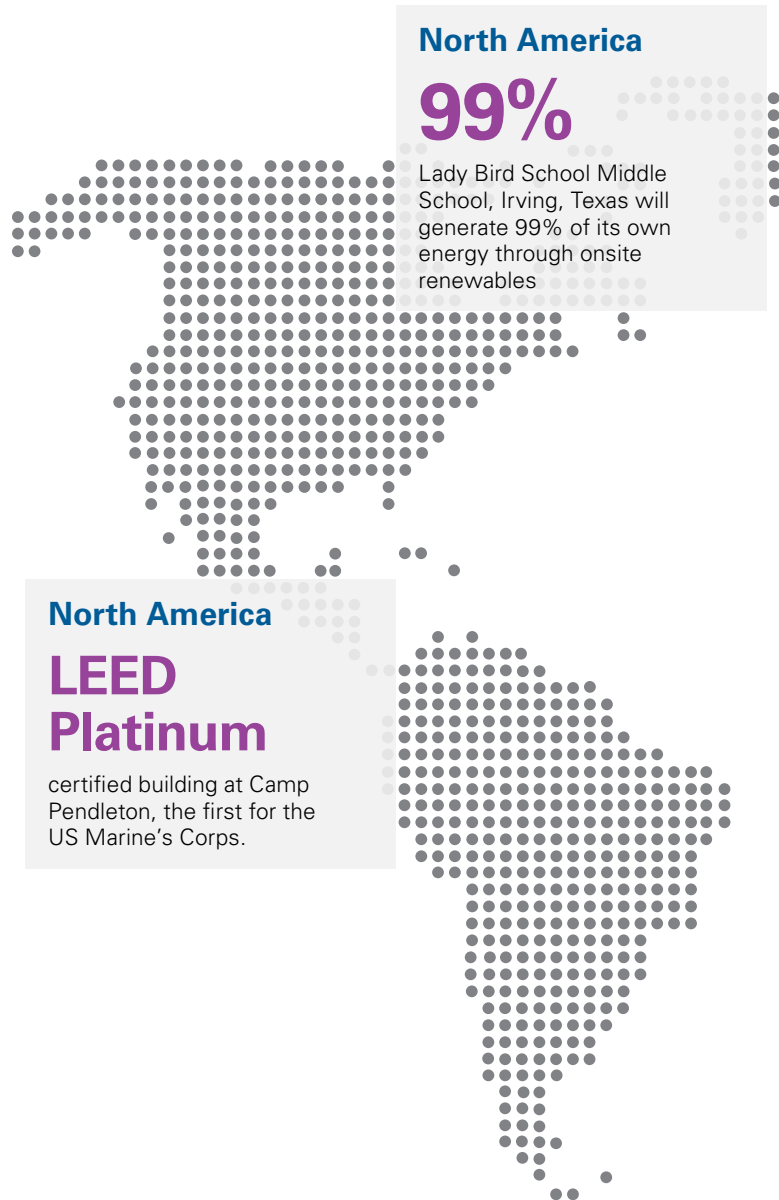 North America
99%
Lady Bird School Middle
School, Irving, Texas will
generate 99% of its own
energy through onsite
renewables
North America
LEED
Platinum
certified building at Camp
Pendleton, the first for the
US Marine’s Corps.